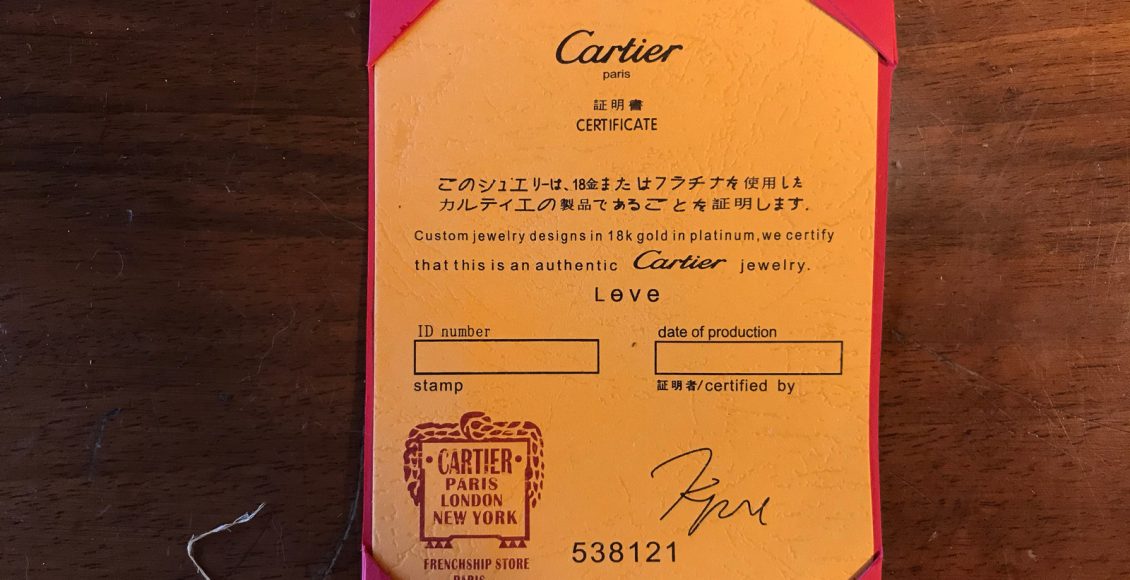 Cartier
paris
証明書
CERTIFICATE
このジュエリーは、18金またはフラチナを使用した
カルティエの製品であるごとを証明します.
Custom jewelry designs in 18k gold in platinum,we certify
that this is an authentic Cartier jewelry.
Love
ID number
date of production
stamp
証明者/certified by
CARTIER
PARIS
LONDON
NEW YORK
538121
FRENCHSHIP STORE
PARIS